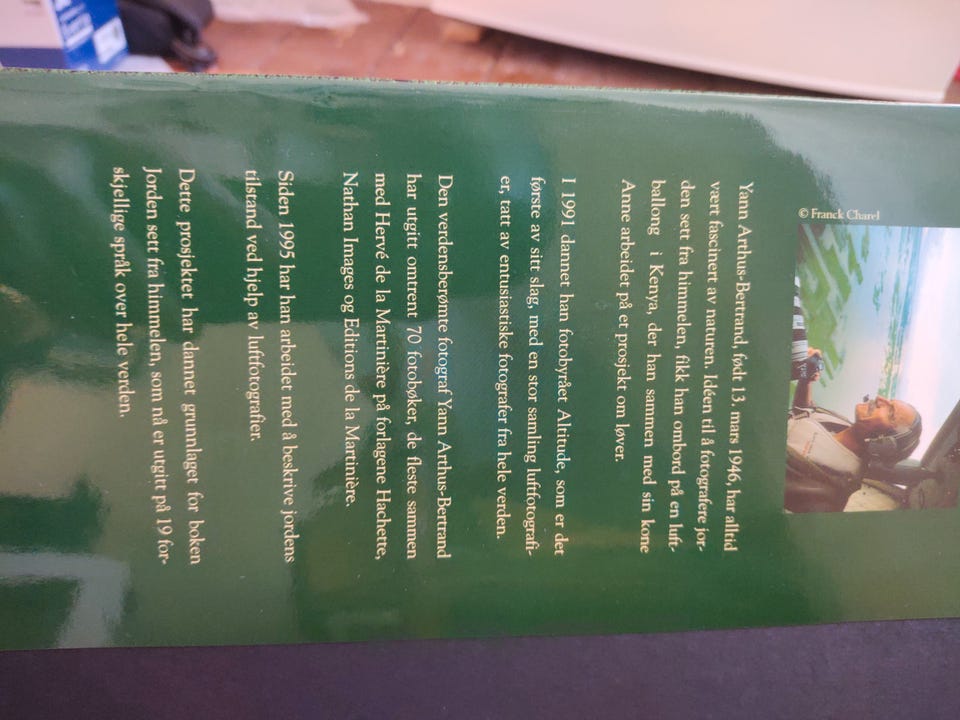 © Franck Charel
Yann Arthus-Bertrand, født 13. mars 1946, har alltid
vært fascinert av naturen. Idéen til å fotografere jor-
den sett fra himmelen, fikk han ombord på en luft-
ballong i Kenya, der han sammen med sin kone
Anne arbeidet på et prosjekt om løver.
I 1991 dannet han fotobyrået Altitude, som er det
første av sitt slag, med en stor samling luftfotografi-
er, tatt av entusiastiske fotografer fra hele verden.
Den verdensberømte fotograf Yann Arthus-Bertrand
har utgitt omtrent 70 fotobøker, de fleste sammen
med Hervé de la Martinière på forlagene Hachette,
Nathan Images og Editions de la Martinière.
Siden 1995 har han arbeidet med å beskrive jordens
tilstand ved hjelp av luftfotografier.
Dette prosjektet har dannet grunnlaget for boken
Jorden sett fra himmelen, som nå er utgitt på 19 for-
skjellige språk over hele verden.